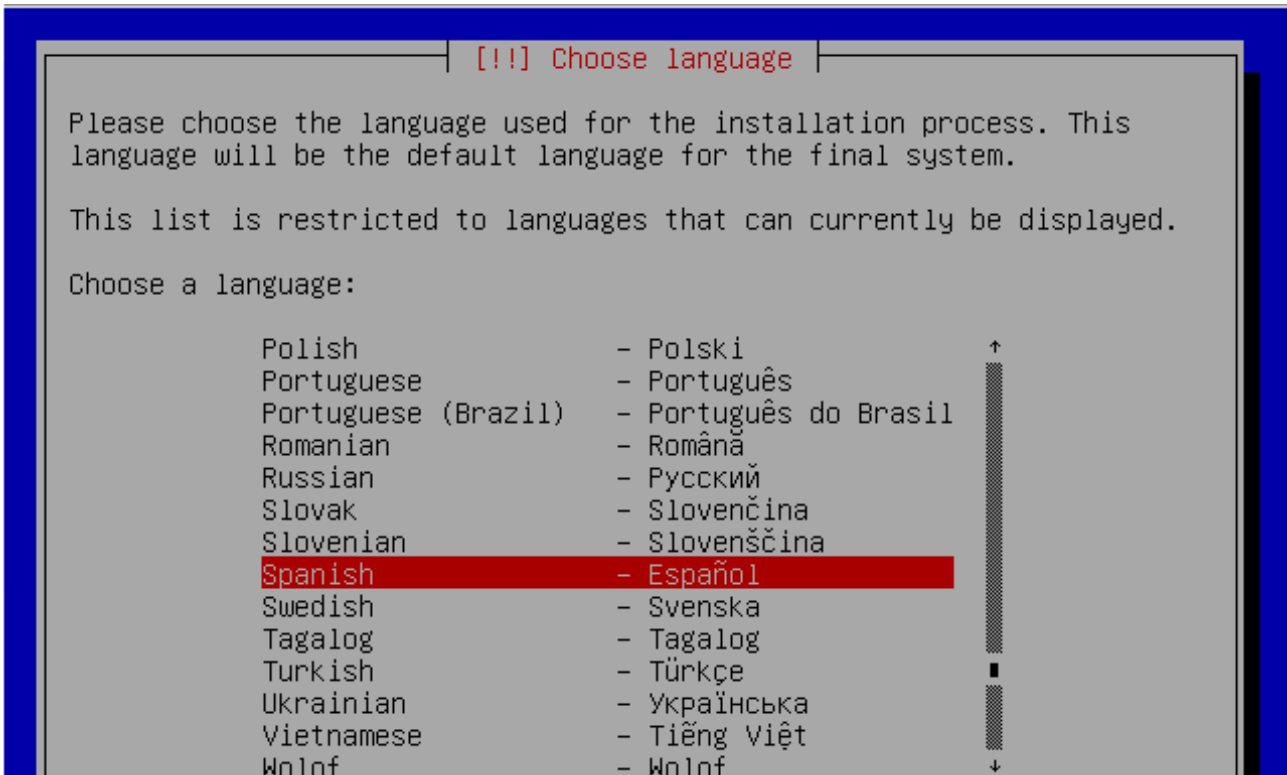 [!!] Choose language
Please choose the language used for the installation process. This
language will be the default language for the final system.
This list is restricted to languages that can currently be displayed.
Choose a language:
Polish – Polski
Portuguese – Português
Portuguese (Brazil) – Português do Brasil
Romanian – Română
Russian – Русский
Slovak – Slovenčina
Slovenian – Slovenščina
Spanish – Español
Swedish – Svenska
Tagalog – Tagalog
Turkish – Türkçe
Ukrainian – Українська
Vietnamese – Tiếng Việt
Wolof – Wolof